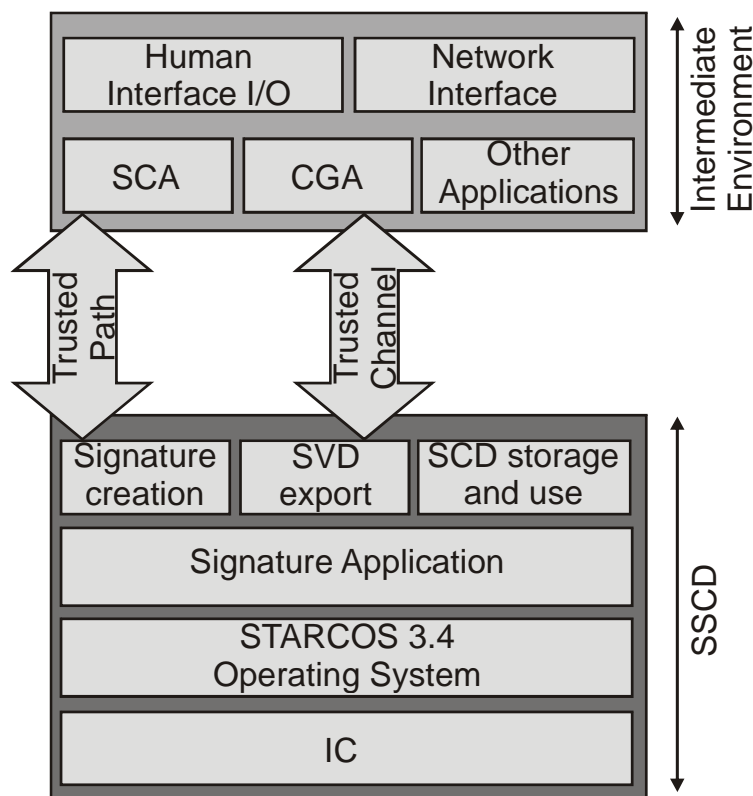 Human
Interface I/O
Network
Interface
SCA
CGA
Other
Applications
Intermediate
Environment
Trusted
Path
Trusted
Channel
Signature
creation
SVD
export
SCD storage
and use
Signature Application
STARCOS 3.4
Operating System
IC
SSCD